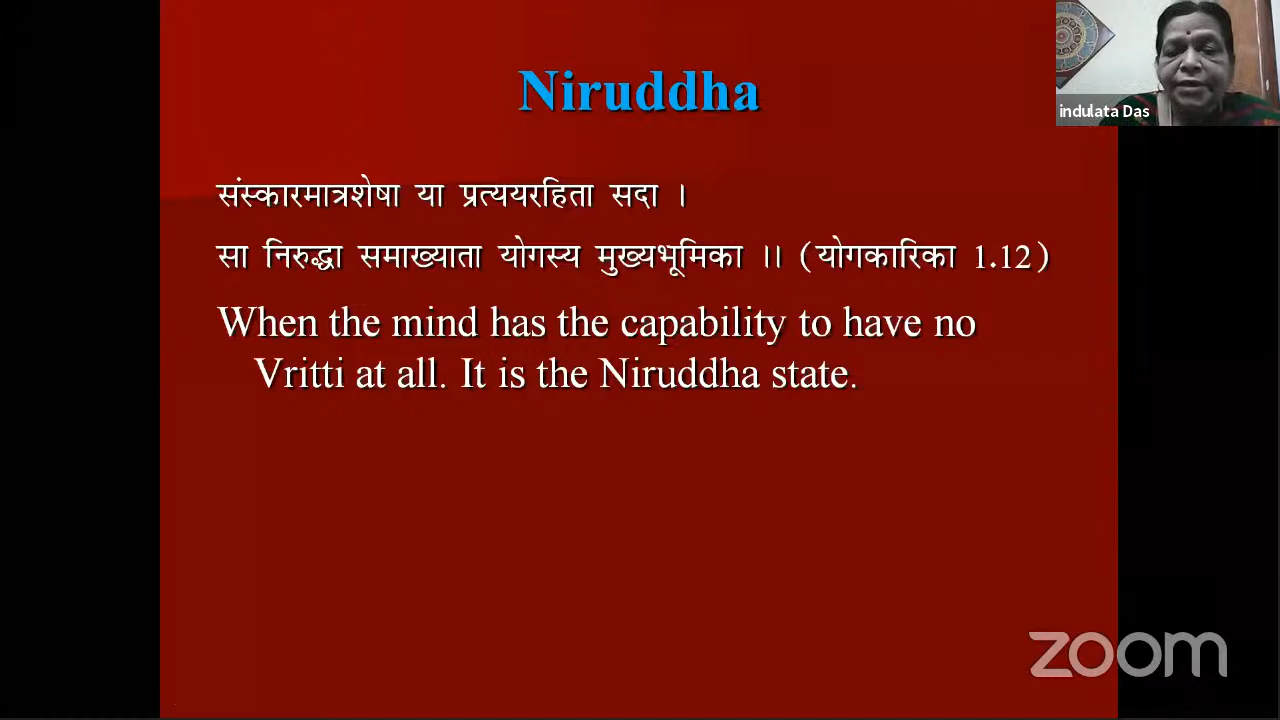 Niruddha
indulata Das
संस्कारमात्रशेषा या प्रत्ययरहिता सदा ।
सा निरुद्धा समाख्याता योगस्य मुख्यभूमिका ।। (योगकारिका 1.12)
When the mind has the capability to have no
Vritti at all. It is the Niruddha state.
zoom